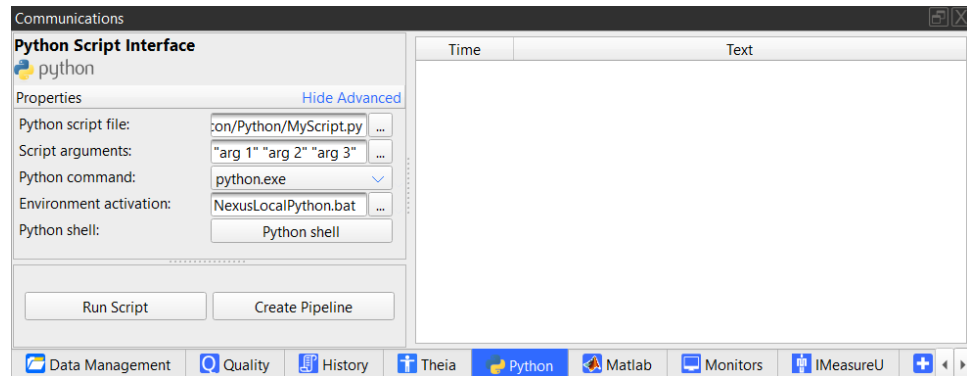 Communications
Python Script Interface
python
Properties Hide Advanced
Python script file: :on/Python/MyScript.py ...
Script arguments: "arg 1" "arg 2" "arg 3" ...
Python command: python.exe
Environment activation: NexusLocalPython.bat ...
Python shell: Python shell
Run Script Create Pipeline
Time Text
Data Management Quality History Theia Python Matlab Monitors IMeasureU